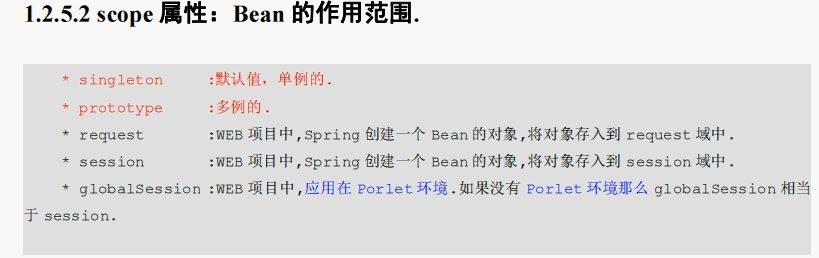 1.2.5.2 scope 属性：Bean 的作用范围.
* singleton :默认值，单例的.
* prototype :多例的.
* request :WEB 项目中,Spring 创建一个 Bean 的对象,将对象存入到 request 域中.
* session :WEB 项目中,Spring 创建一个 Bean 的对象,将对象存入到 session 域中.
* globalSession :WEB 项目中,应用在 Porlet 环境.如果没有 Porlet 环境那么 globalSession 相当
于 session.